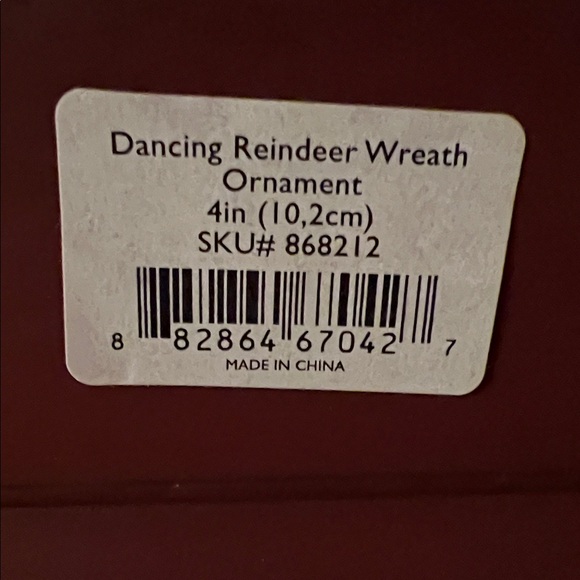 Dancing Reindeer Wreath
Ornament
4in (10,2cm)
SKU# 868212
8 82864 67042 7
MADE IN CHINA